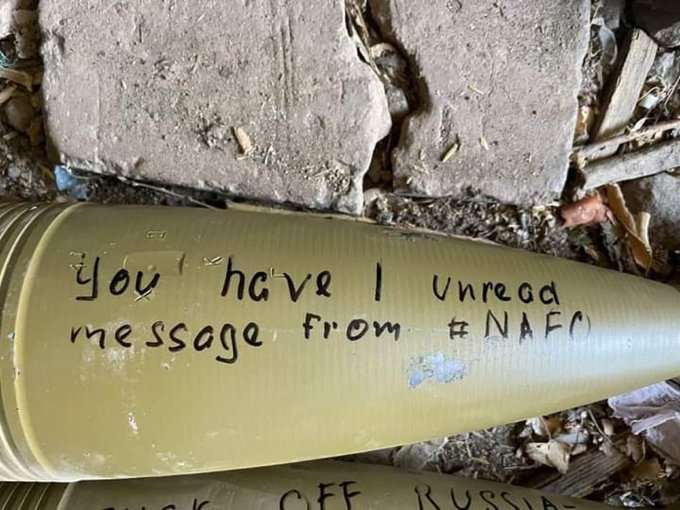 You have 1 unread
message from #NAFO
OFF RUSSIA